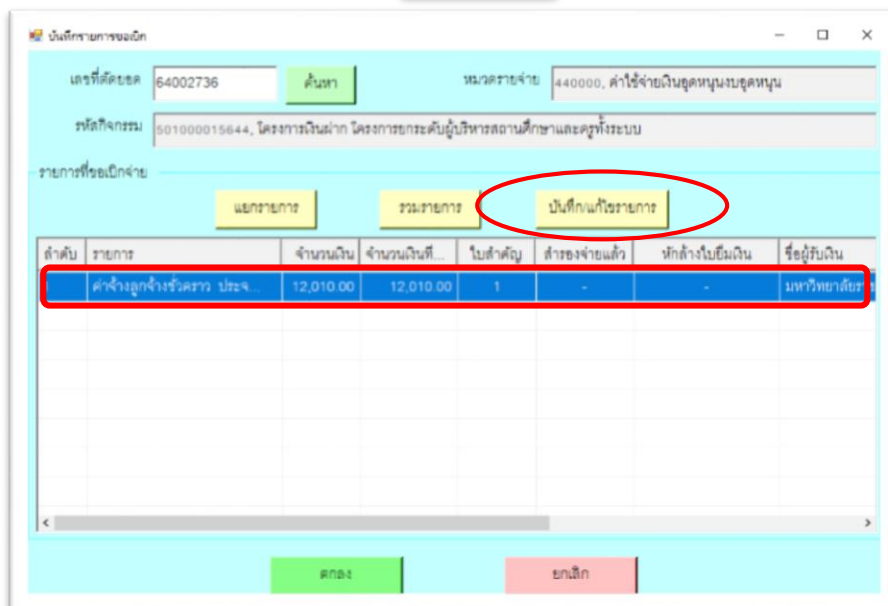 บันทึกรายการขอเบิก
เลขที่ตัดยอด 64002736 ค้นหา หมวดรายจ่าย 440000, ค่าใช้จ่ายเงินอุดหนุนงบอุดหนุน
รหัสกิจกรรม 501000015644, โครงการเงินฝาก โครงการยกระดับผู้บริหารสถานศึกษาและครูทั้งระบบ
รายการที่ขอเบิกจ่าย
แยกรายการ รวมรายการ บันทึก/แก้ไขรายการ
ลำดับ รายการ จำนวนเงิน จำนวนเงินที่... ใบสำคัญ สำรองจ่ายแล้ว หักล้างใบยืมเงิน ชื่อผู้รับเงิน
ค่าจ้างลูกจ้างชั่วคราว ประจ... 12,010.00 12,010.00 1 - - มหาวิทยาลัยราช
ตกลง ยกเลิก